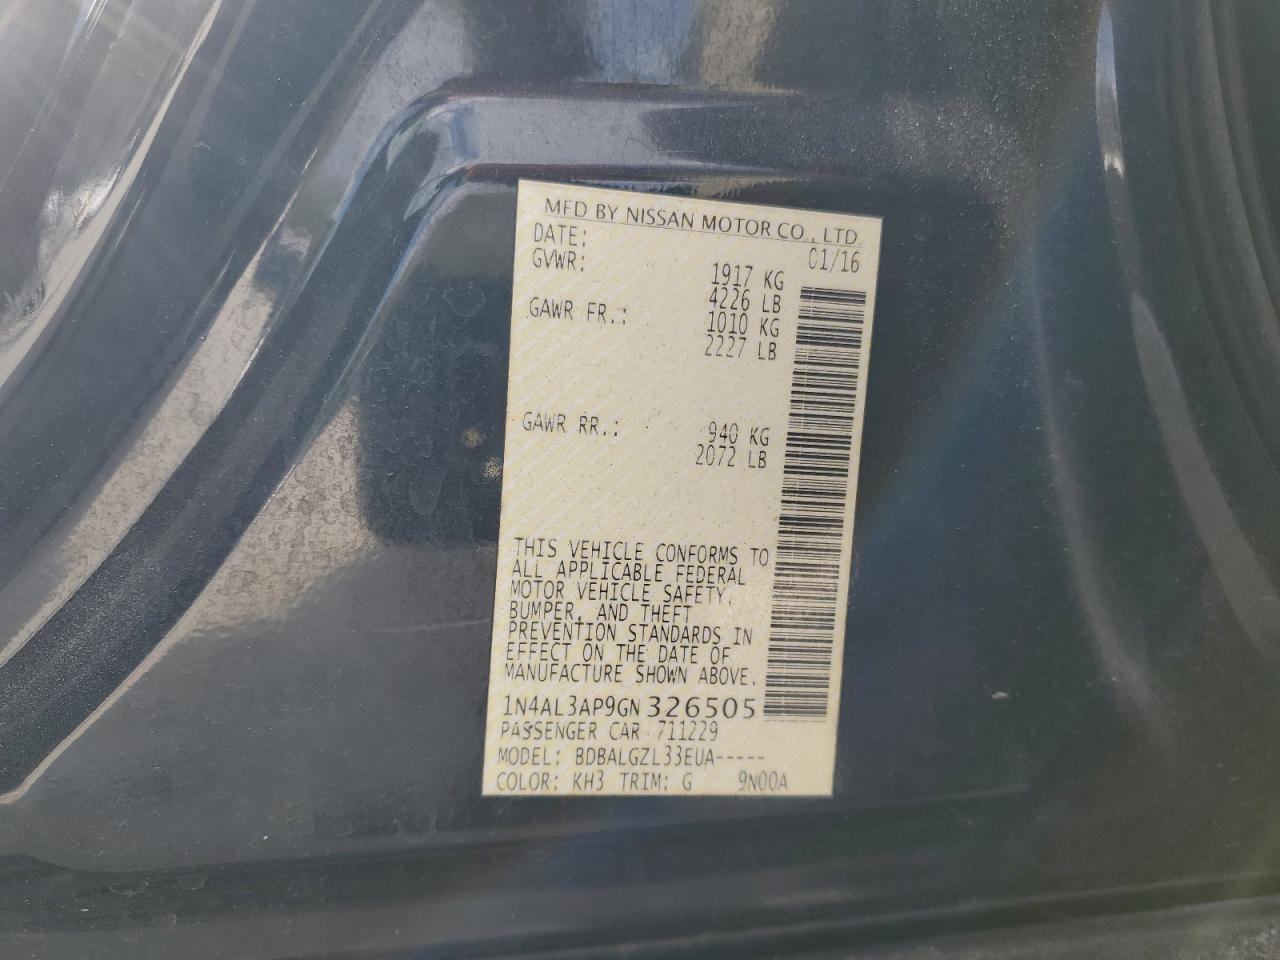 MFD BY NISSAN MOTOR CO., LTD.
DATE: 01/16
GVWR: 1917 KG
4226 LB
GAWR FR.: 1010 KG
2227 LB
GAWR RR.: 940 KG
2072 LB
THIS VEHICLE CONFORMS TO
ALL APPLICABLE FEDERAL
MOTOR VEHICLE SAFETY,
BUMPER, AND THEFT
PREVENTION STANDARDS IN
EFFECT ON THE DATE OF
MANUFACTURE SHOWN ABOVE.
1N4AL3AP9GN326505
PASSENGER CAR 711229
MODEL: BDBALGZL33EUA-----
COLOR: KH3 TRIM: G 9N00A